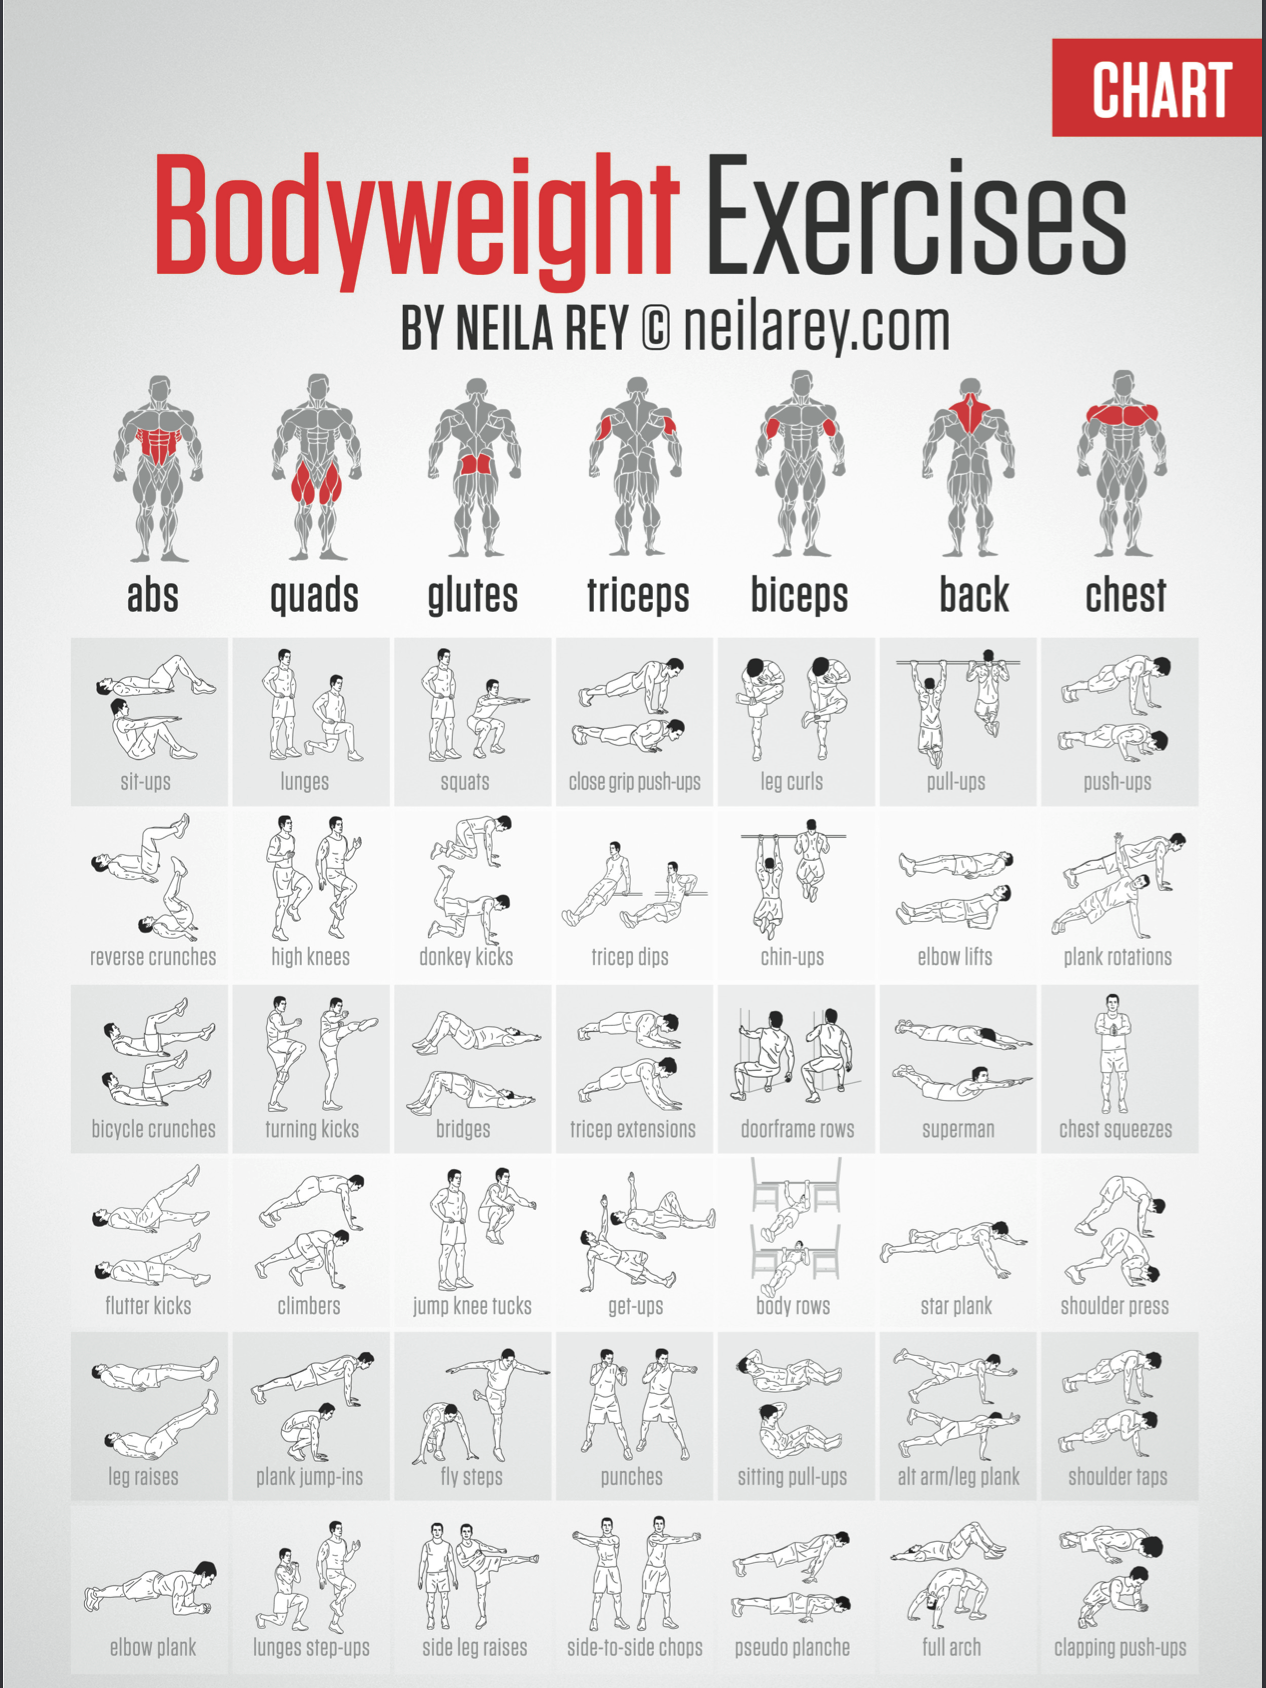 CHART
Bodyweight Exercises
BY NEILA REY © neilarey.com
abs quads glutes triceps biceps back chest
sit-ups lunges squats close grip push-ups leg curls pull-ups push-ups
reverse crunches high knees donkey kicks tricep dips chin-ups elbow lifts plank rotations
bicycle crunches turning kicks bridges tricep extensions doorframe rows superman chest squeezes
flutter kicks climbers jump knee tucks get-ups body rows star plank shoulder press
leg raises plank jump-ins fly steps punches sitting pull-ups alt arm/leg plank shoulder taps
elbow plank lunges step-ups side leg raises side-to-side chops pseudo planche full arch clapping push-ups